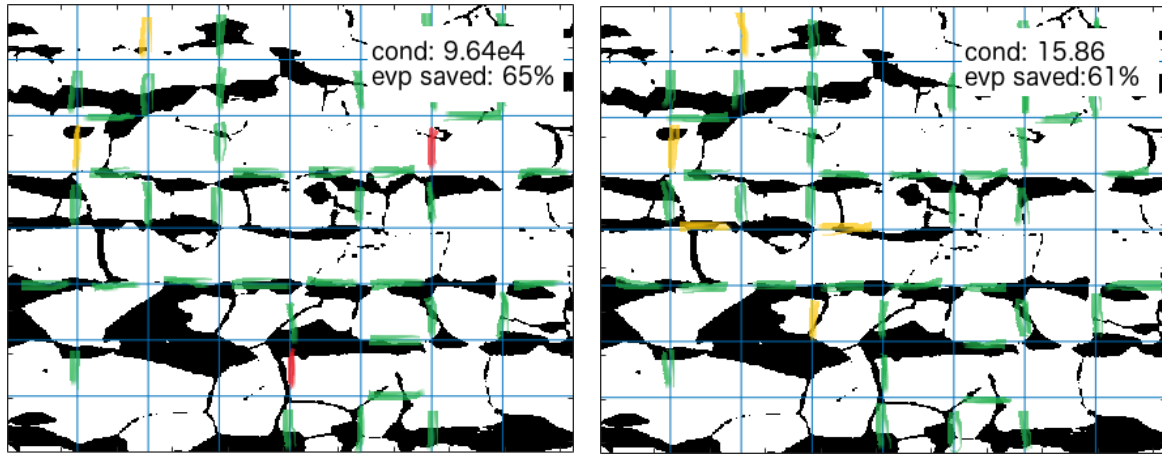 cond: 9.64e4
evp saved: 65%
cond: 15.86
evp saved:61%